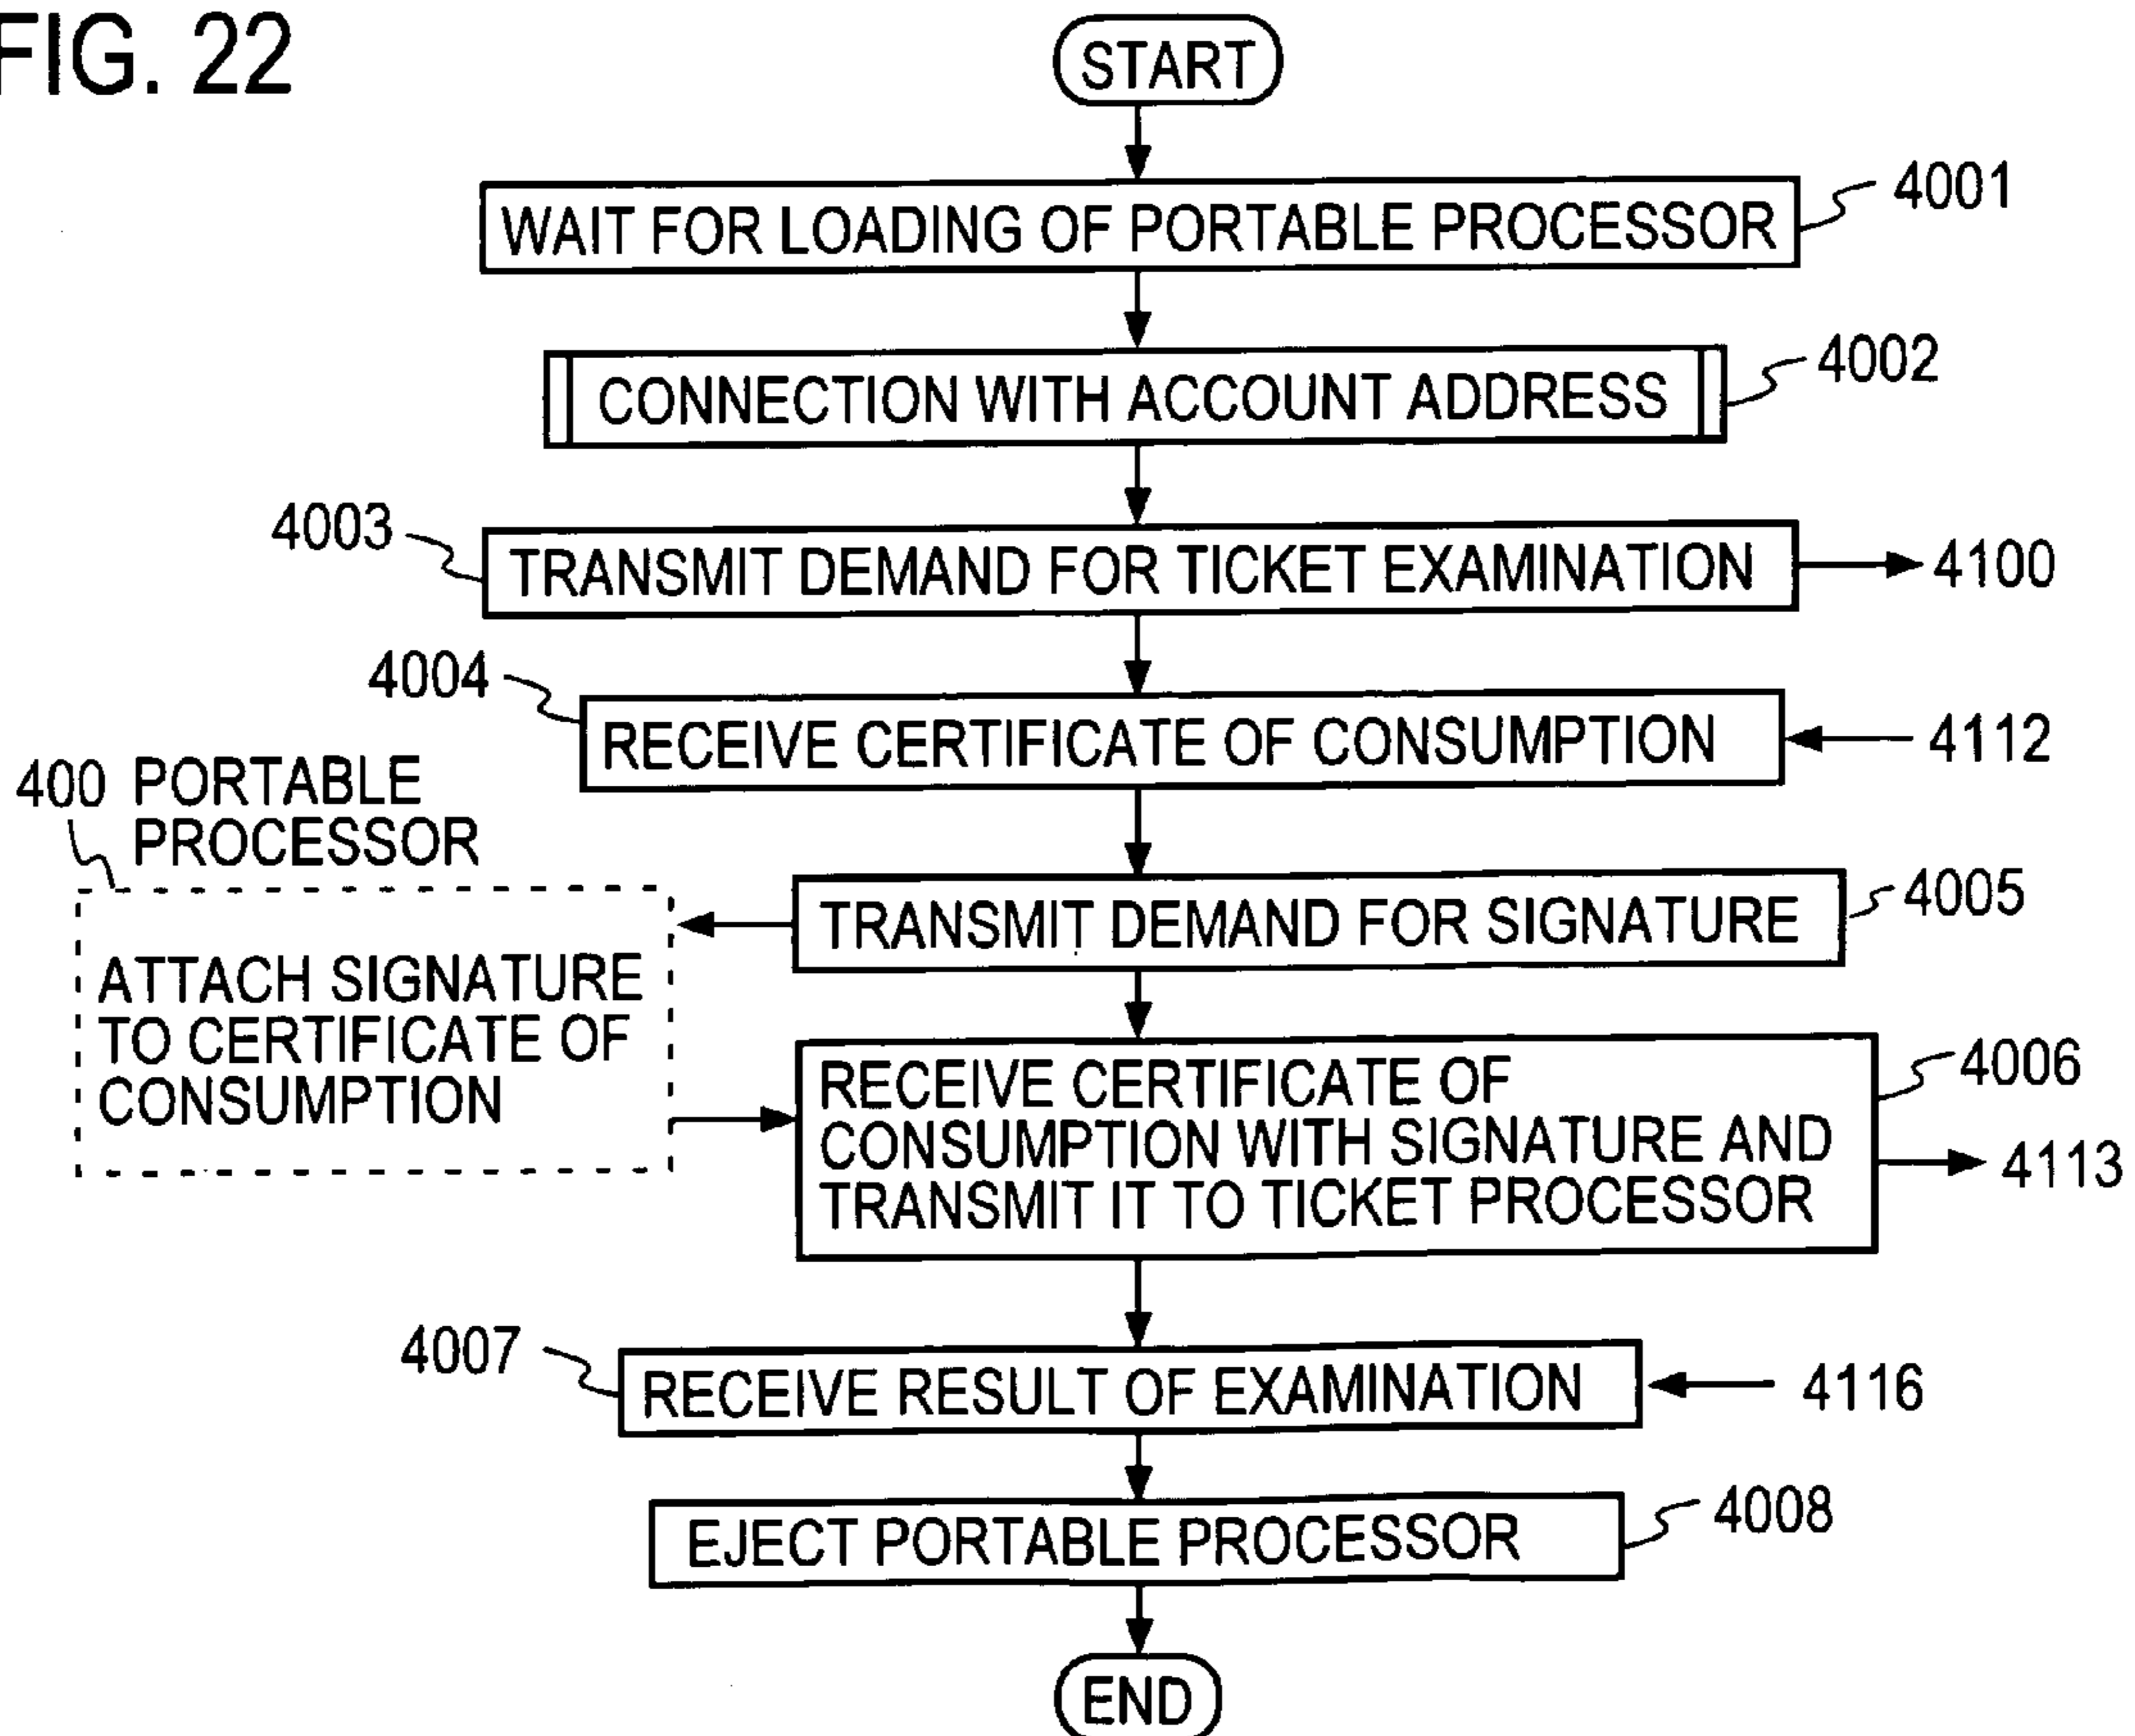 FIG. 22
START
WAIT FOR LOADING OF PORTABLE PROCESSOR
4001
CONNECTION WITH ACCOUNT ADDRESS
4002
4003
TRANSMIT DEMAND FOR TICKET EXAMINATION
4100
4004
RECEIVE CERTIFICATE OF CONSUMPTION
4112
400 PORTABLE
PROCESSOR
TRANSMIT DEMAND FOR SIGNATURE
4005
ATTACH SIGNATURE
TO CERTIFICATE OF
CONSUMPTION
RECEIVE CERTIFICATE OF
CONSUMPTION WITH SIGNATURE AND
TRANSMIT IT TO TICKET PROCESSOR
4006
4113
4007
RECEIVE RESULT OF EXAMINATION
4116
EJECT PORTABLE PROCESSOR
4008
END